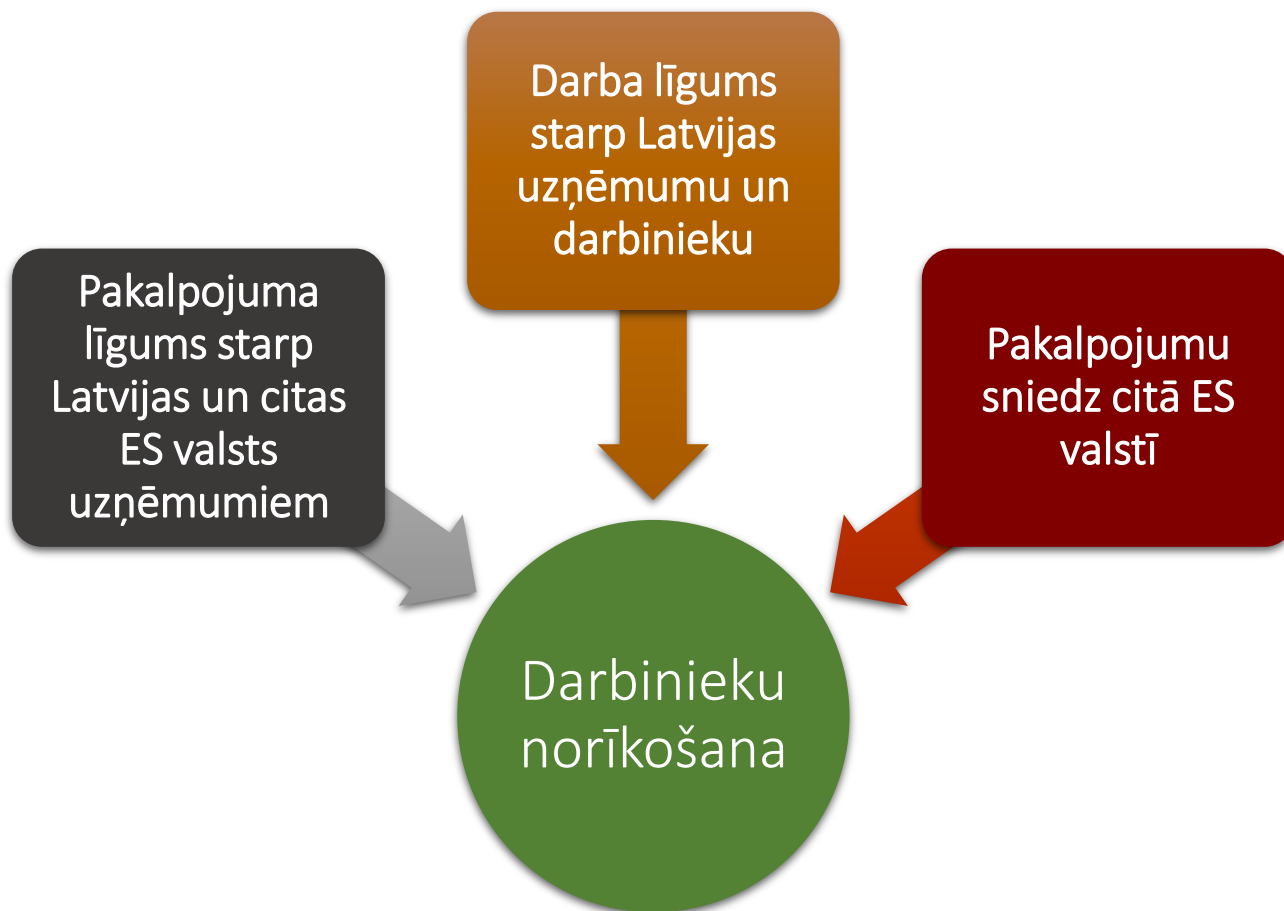 Darba līgums
starp Latvijas
uzņēmumu un
darbinieku
Pakalpojuma
līgums starp
Latvijas un citas
ES valsts
uzņēmumiem
Pakalpojumu
sniedz citā ES
valstī
Darbinieku
norīkošana